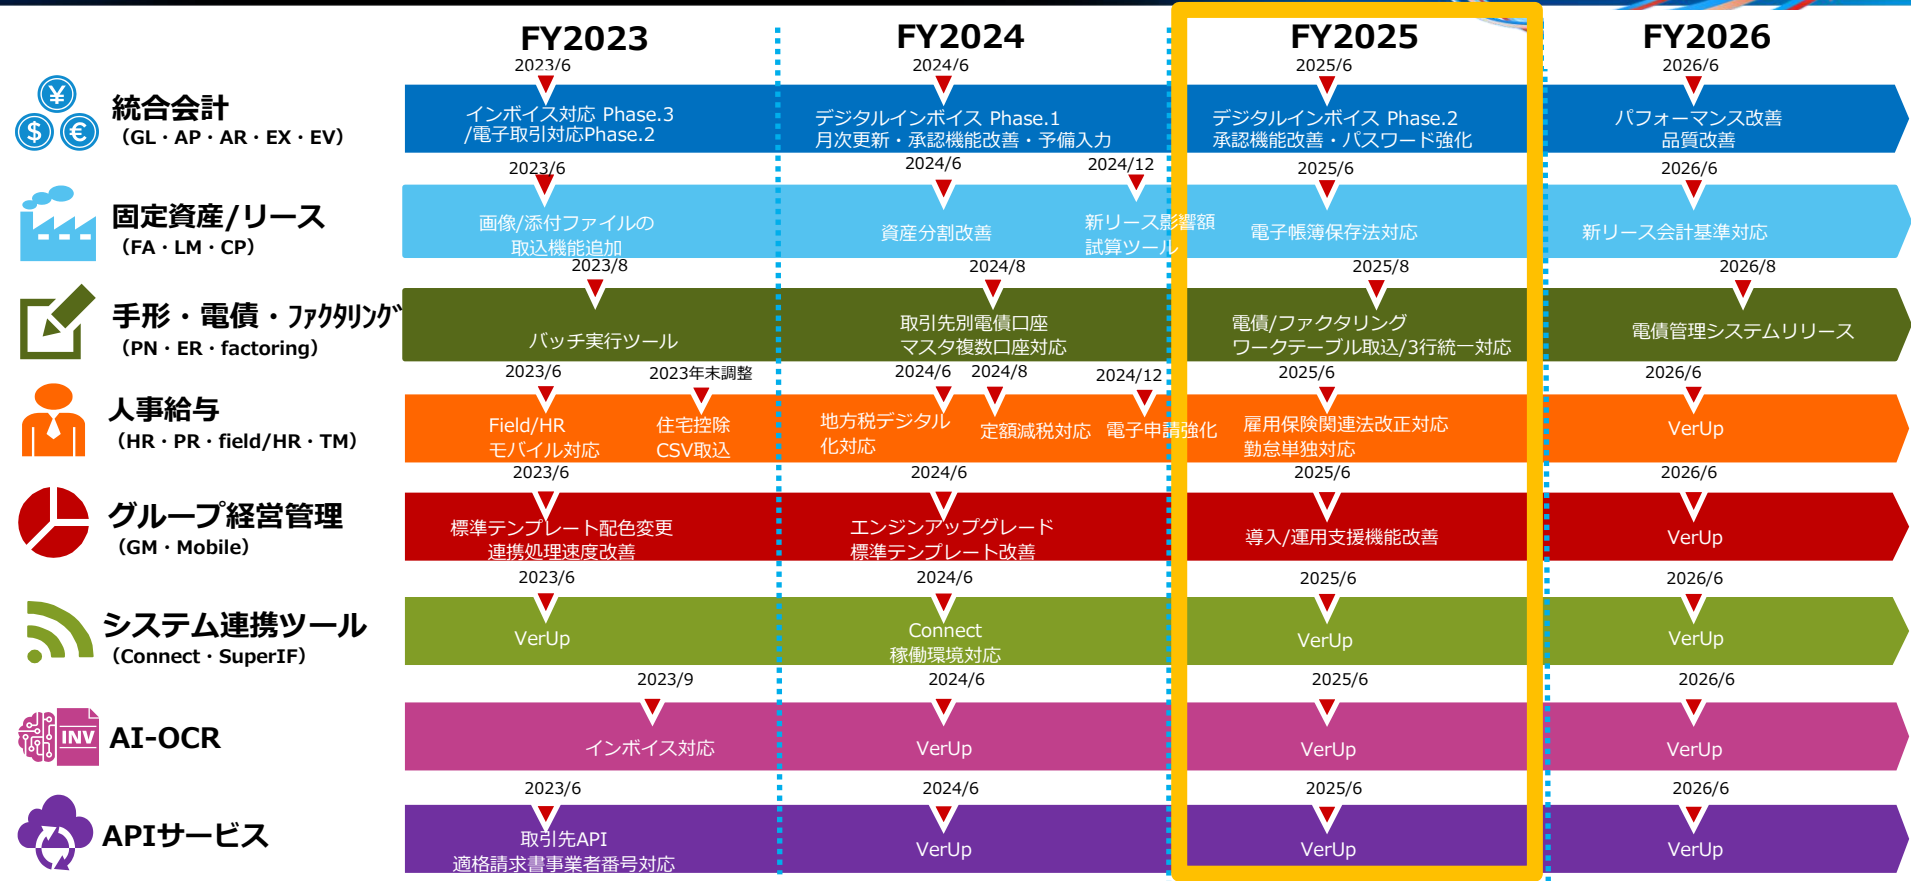 FY2023
FY2024
FY2025
FY2026
2023/6
2024/6
2025/6
2026/6
統合会計
（GL・AP・AR・EX・EV）
インボイス対応 Phase.3
/電子取引対応Phase.2
デジタルインボイス Phase.1
月次更新・承認機能改善・予備入力
デジタルインボイス Phase.2
承認機能改善・パスワード強化
パフォーマンス改善
品質改善
2023/6
2024/6
2024/12
2025/6
2026/6
固定資産/リース
（FA・LM・CP）
画像/添付ファイルの
取込機能追加
資産分割改善
新リース影響額
試算ツール
電子帳簿保存法対応
新リース会計基準対応
2023/8
2024/8
2025/8
2026/8
手形・電債・ﾌｧｸﾀﾘﾝｸﾞ
（PN・ER・factoring）
バッチ実行ツール
取引先別電債口座
マスタ複数口座対応
電債/ファクタリング
ワークテーブル取込/3行統一対応
電債管理システムリリース
2023/6
2023年末調整
2024/6
2024/8
2024/12
2025/6
2026/6
人事給与
（HR・PR・field/HR・TM）
Field/HR
モバイル対応
住宅控除
CSV取込
地方税デジタル
化対応
定額減税対応
電子申請強化
雇用保険関連法改正対応
勤怠単独対応
VerUp
2023/6
2024/6
2025/6
2026/6
グループ経営管理
（GM・Mobile）
標準テンプレート配色変更
連携処理速度改善
エンジンアップグレード
標準テンプレート改善
導入/運用支援機能改善
VerUp
2023/6
2024/6
2025/6
2026/6
システム連携ツール
（Connect・SuperIF）
VerUp
Connect
稼働環境対応
VerUp
VerUp
2023/9
2024/6
2025/6
2026/6
INV
AI-OCR
インボイス対応
VerUp
VerUp
VerUp
2023/6
2024/6
2025/6
2026/6
APIサービス
取引先API
適格請求書事業者番号対応
VerUp
VerUp
VerUp